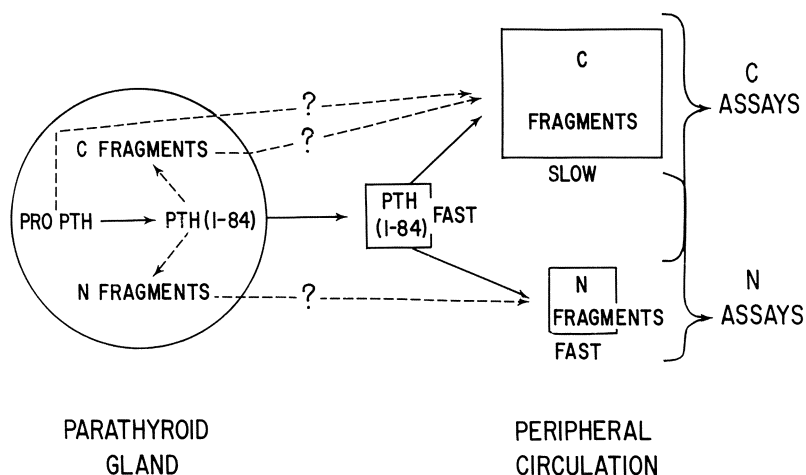 ?
C FRAGMENTS
?
PRO PTH
PTH (1-84)
N FRAGMENTS
?
PTH
(1-84)
FAST
C
FRAGMENTS
SLOW
N
FRAGMENTS
FAST
C
ASSAYS
N
ASSAYS
PARATHYROID
GLAND
PERIPHERAL
CIRCULATION